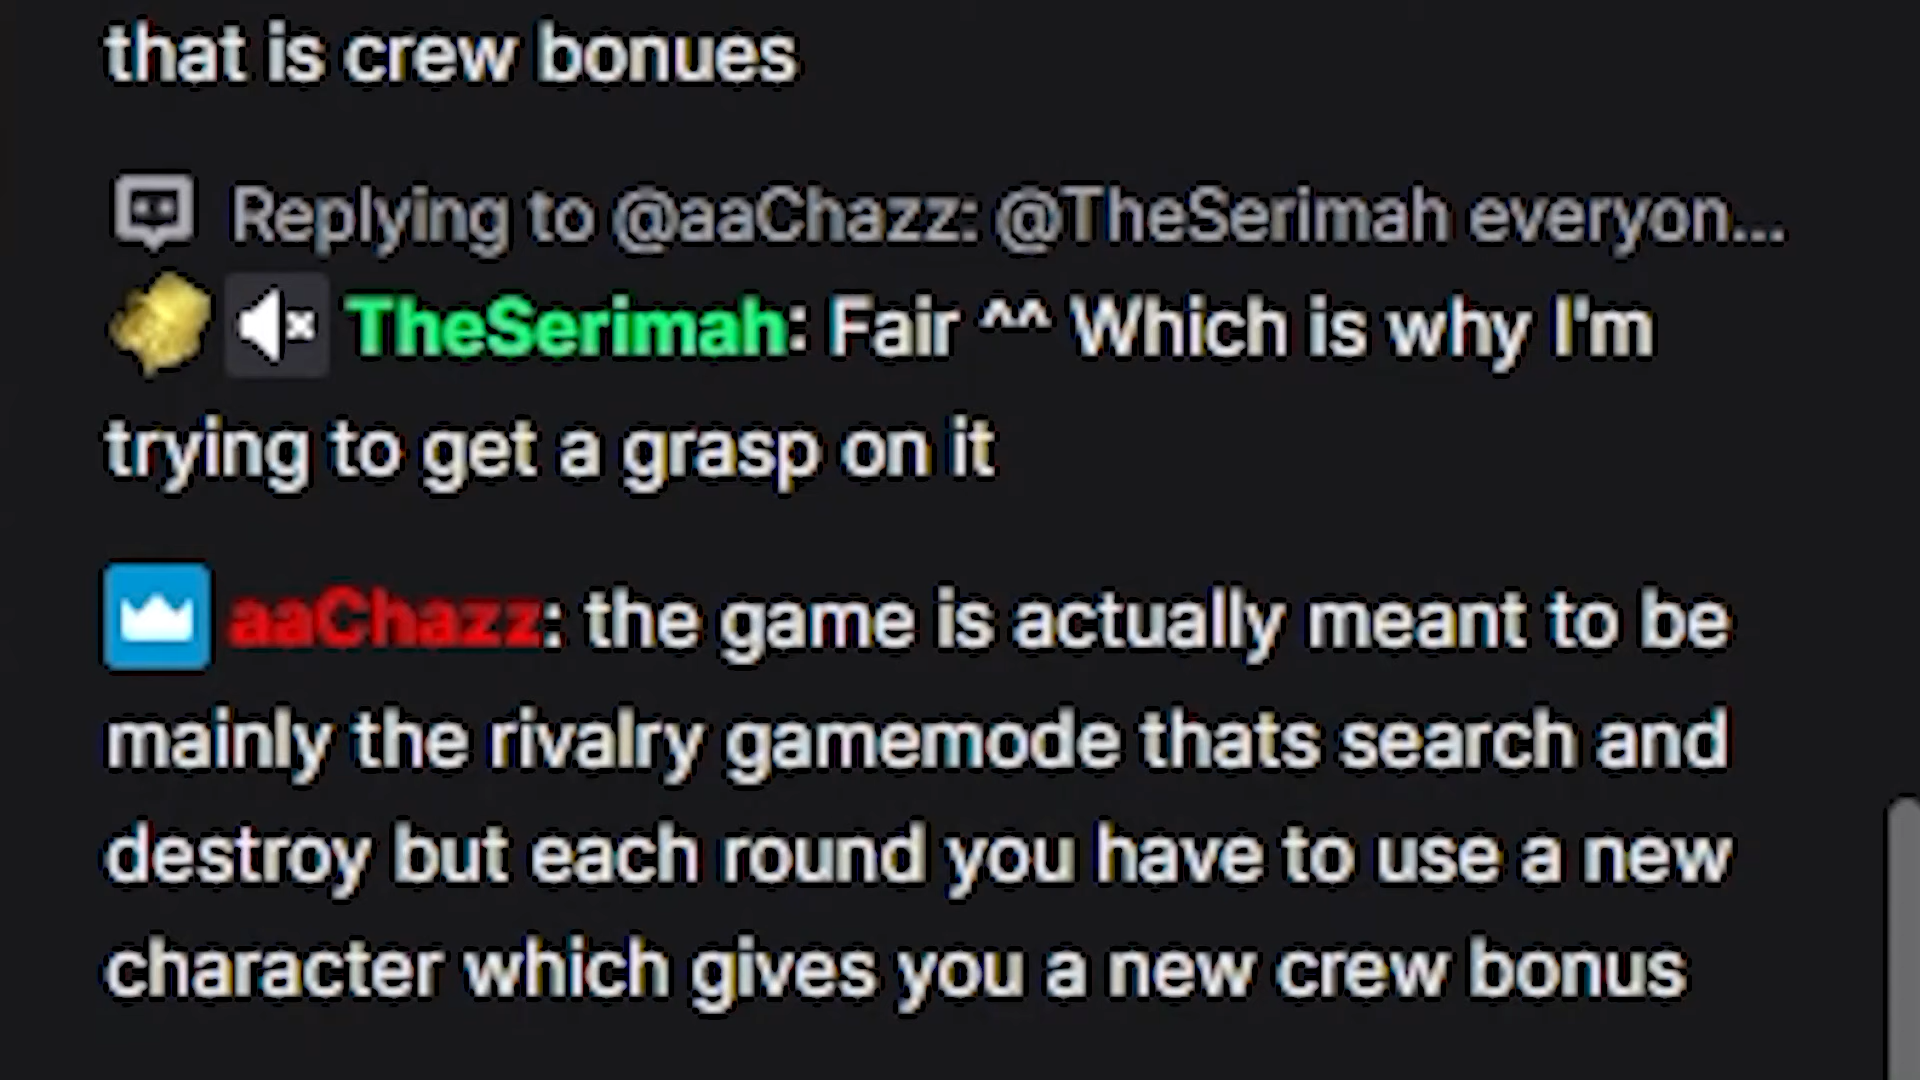 that is crew bonues
Replying to @aaChazz: @TheSerimah everyon...
TheSerimah: Fair ^^ Which is why I'm
trying to get a grasp on it
aaChazz: the game is actually meant to be
mainly the rivalry gamemode thats search and
destroy but each round you have to use a new
character which gives you a new crew bonus